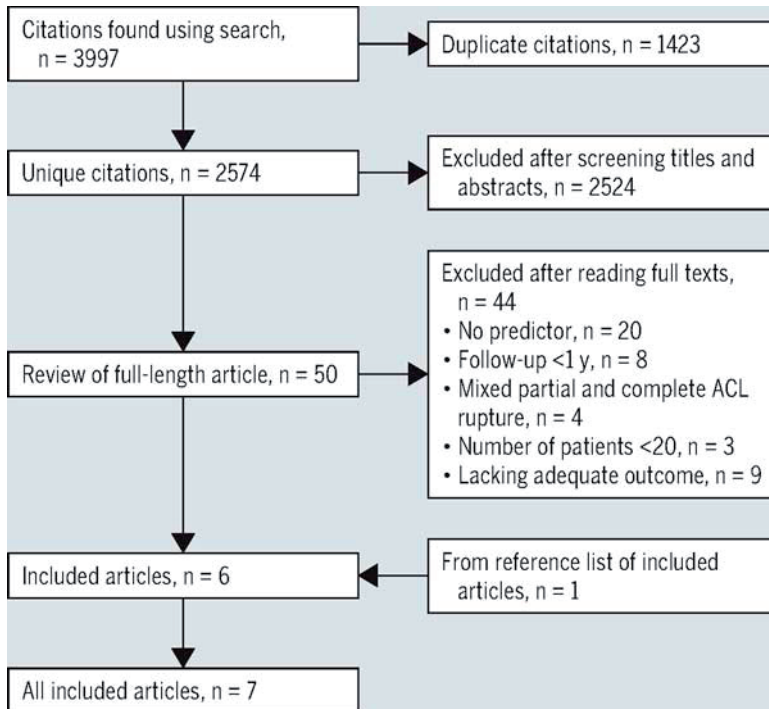 Citations found using search,
n = 3997
Duplicate citations, n = 1423
Unique citations, n = 2574
Excluded after screening titles and
abstracts, n = 2524
Excluded after reading full texts,
n = 44
• No predictor, n = 20
• Follow-up <1 y, n = 8
• Mixed partial and complete ACL
rupture, n = 4
• Number of patients <20, n = 3
• Lacking adequate outcome, n = 9
Review of full-length article, n = 50
Included articles, n = 6
From reference list of included
articles, n = 1
All included articles, n = 7